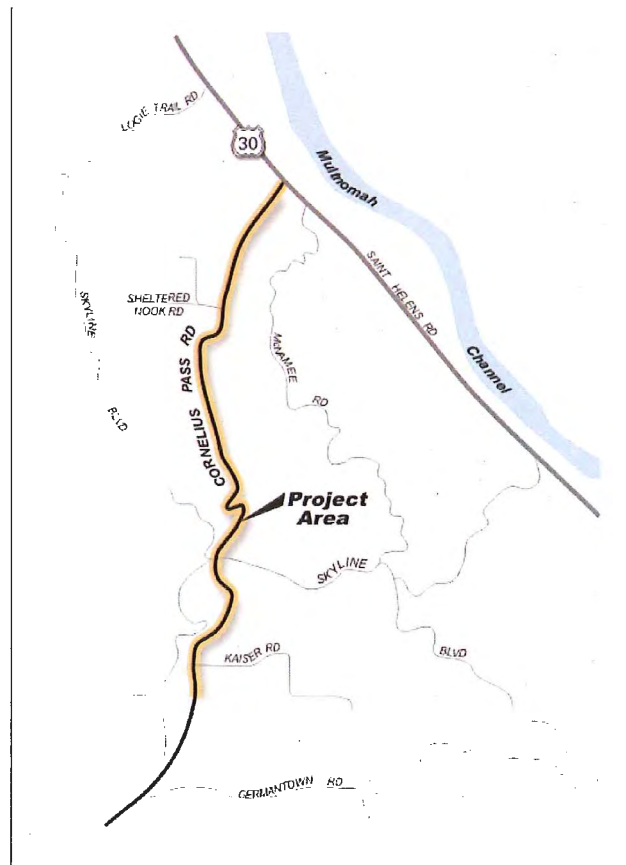 LOGIE TRAIL RD
30
Multnomah
SAINT HELENS RD
SHELTERED
NOOK RD
SKYLINE
BLVD
CORNELIUS PASS RD
McNAMEE
RD
Channel
Project
Area
SKYLINE
BLVD
KAISER RD
GERMANTOWN RD